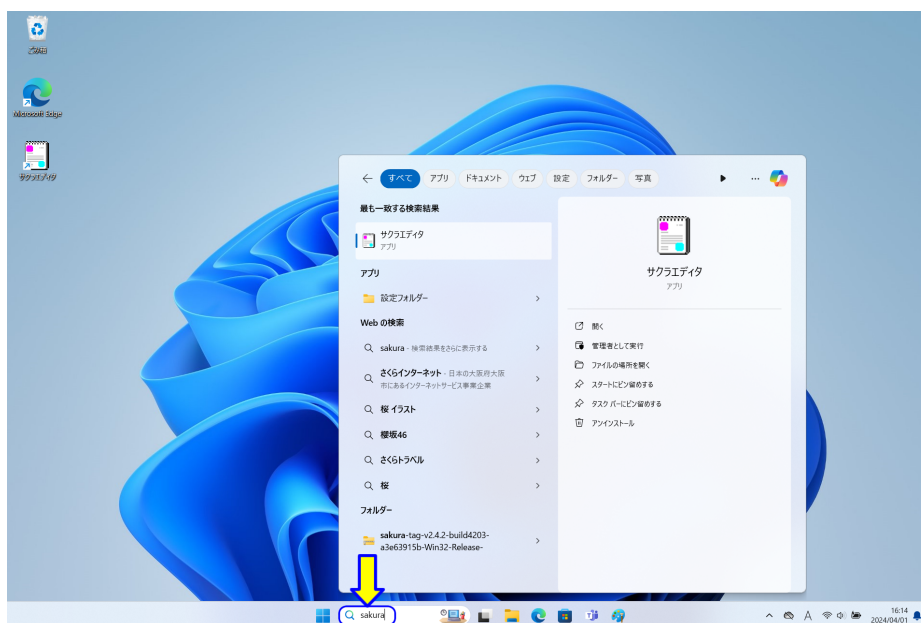 ごみ箱
Microsoft Edge
サクラエディタ
すべて
アプリ
ドキュメント
ウェブ
設定
フォルダー
写真
最も一致する検索結果
サクラエディタ
アプリ
アプリ
設定フォルダー
Web の検索
sakura - 検索結果をさらに表示する
さくらインターネット - 日本の大阪府大阪
市にあるインターネットサービス事業企業
桜 イラスト
櫻坂46
さくらトラベル
桜
フォルダー
sakura-tag-v2.4.2-build4203-
a3e63915b-Win32-Release-
サクラエディタ
アプリ
開く
管理者として実行
ファイルの場所を開く
スタートにピン留めする
タスク バーにピン留めする
アンインストール
sakura
A
16:14
2024/04/01